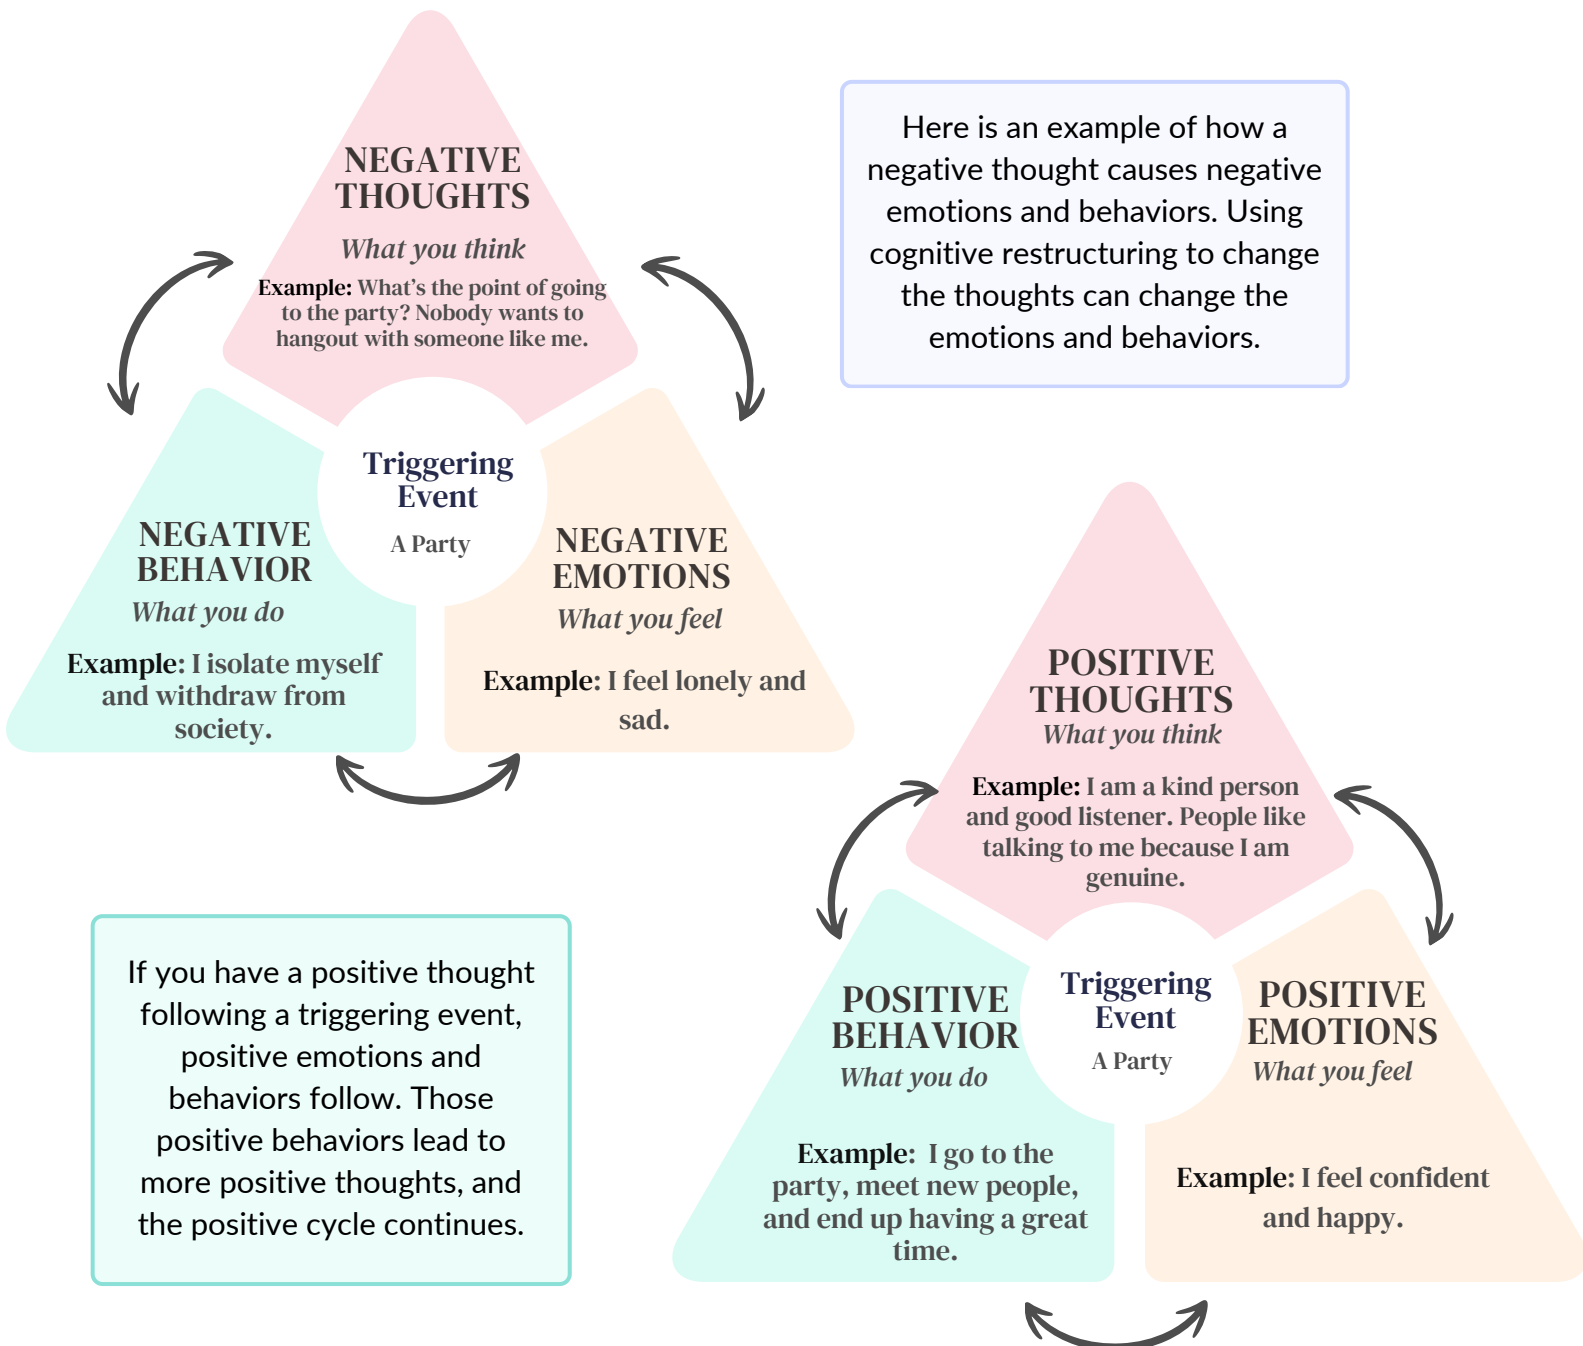 NEGATIVE
THOUGHTS
What you think
Example: What's the point of going
to the party? Nobody wants to
hangout with someone like me.
Here is an example of how a
negative thought causes negative
emotions and behaviors. Using
cognitive restructuring to change
the thoughts can change the
emotions and behaviors.
Triggering
Event
A Party
NEGATIVE
BEHAVIOR
What you do
Example: I isolate myself
and withdraw from
society.
NEGATIVE
EMOTIONS
What you feel
Example: I feel lonely and
sad.
POSITIVE
THOUGHTS
What you think
Example: I am a kind person
and good listener. People like
talking to me because I am
genuine.
If you have a positive thought
following a triggering event,
positive emotions and
behaviors follow. Those
positive behaviors lead to
more positive thoughts, and
the positive cycle continues.
Triggering
Event
A Party
POSITIVE
BEHAVIOR
What you do
Example:  I go to the
party, meet new people,
and end up having a great
time.
POSITIVE
EMOTIONS
What you feel
Example: I feel confident
and happy.